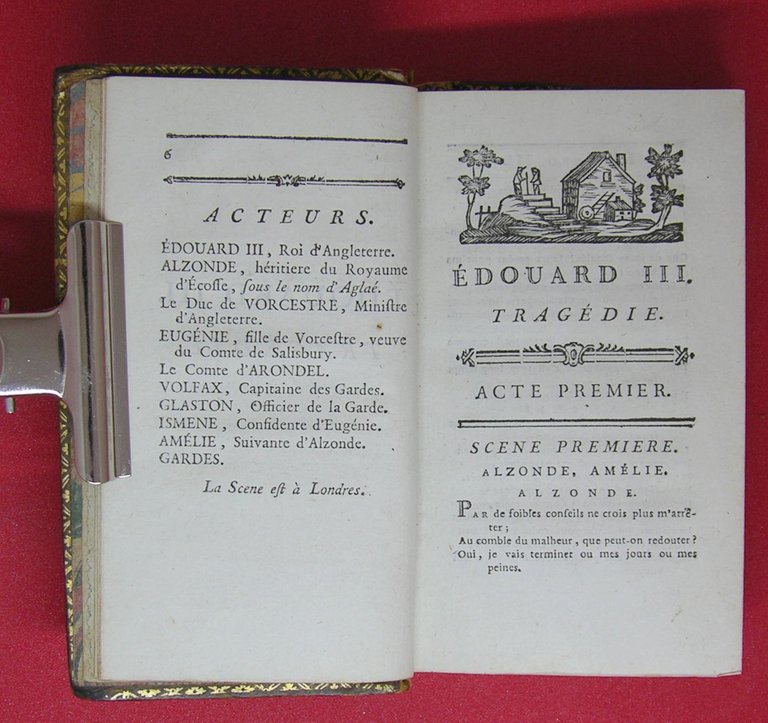 6
ACTEURS.
ÉDOUARD III, Roi d'Angleterre.
ALZONDE, héritiere du Royaume
d'Écoſſe, ſous le nom d'Aglaé.
Le Duc de VORCESTRE, Miniſtre
d'Angleterre.
EUGÉNIE, fille de Vorceſtre, veuve
du Comte de Salisbury.
Le Comte d'ARONDEL.
VOLFAX, Capitaine des Gardes.
GLASTON, Officier de la Garde.
ISMENE, Confidente d'Eugénie.
AMÉLIE, Suivante d'Alzonde.
GARDES.
La Scene eſt à Londres.
ÉDOUARD III.
TRAGÉDIE.
ACTE PREMIER.
SCENE PREMIERE.
ALZONDE, AMÉLIE.
ALZONDE.
PAR de foibles conſeils ne crois plus m'arrê-
ter;
Au comble du malheur, que peut-on redouter?
Oui, je vais terminer ou mes jours ou mes
peines.